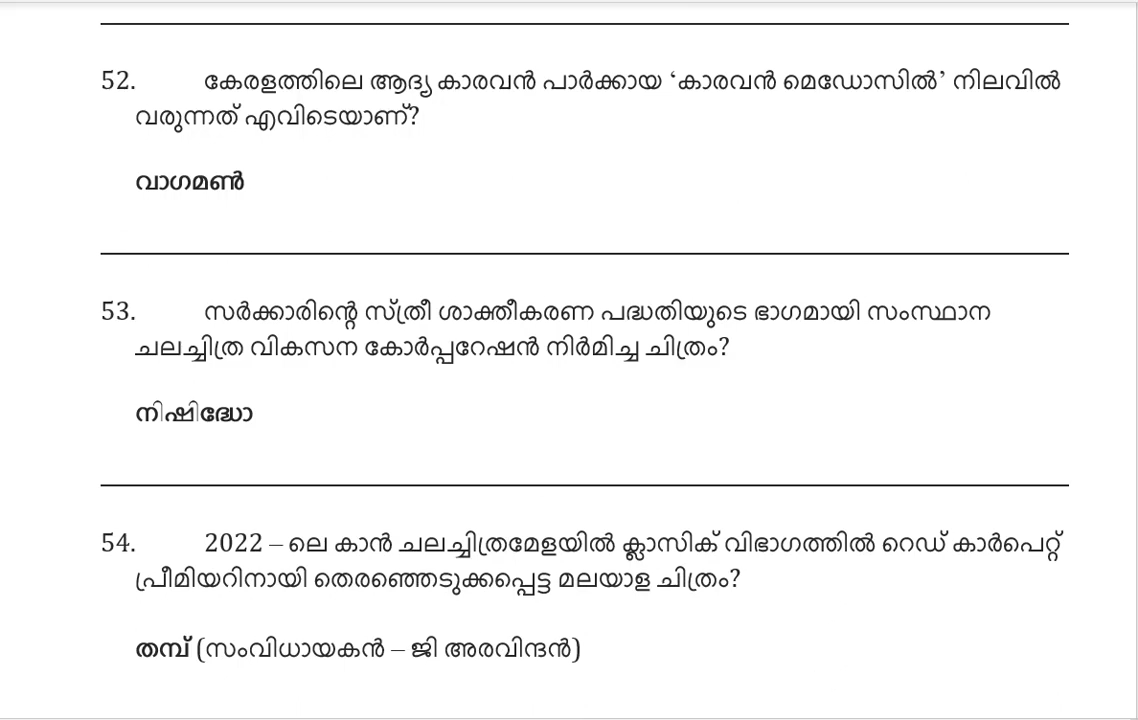 52. കേരളത്തിലെ ആദ്യ കാരവൻ പാർക്കായ ‘കാരവൻ മെഡോസിൽ’ നിലവിൽ
വരുന്നത് എവിടെയാണ്?
വാഗമൺ
53. സർക്കാരിന്റെ സ്ത്രീ ശാക്തീകരണ പദ്ധതിയുടെ ഭാഗമായി സംസ്ഥാന
ചലച്ചിത്ര വികസന കോർപ്പറേഷൻ നിർമിച്ച ചിത്രം?
നിഷിദ്ധോ
54. 2022 – ലെ കാൻ ചലച്ചിത്രമേളയിൽ ക്ലാസിക് വിഭാഗത്തിൽ റെഡ് കാർപെറ്റ്
പ്രീമിയറിനായി തെരഞ്ഞെടുക്കപ്പെട്ട മലയാള ചിത്രം?
തമ്പ് (സംവിധായകൻ – ജി അരവിന്ദൻ)